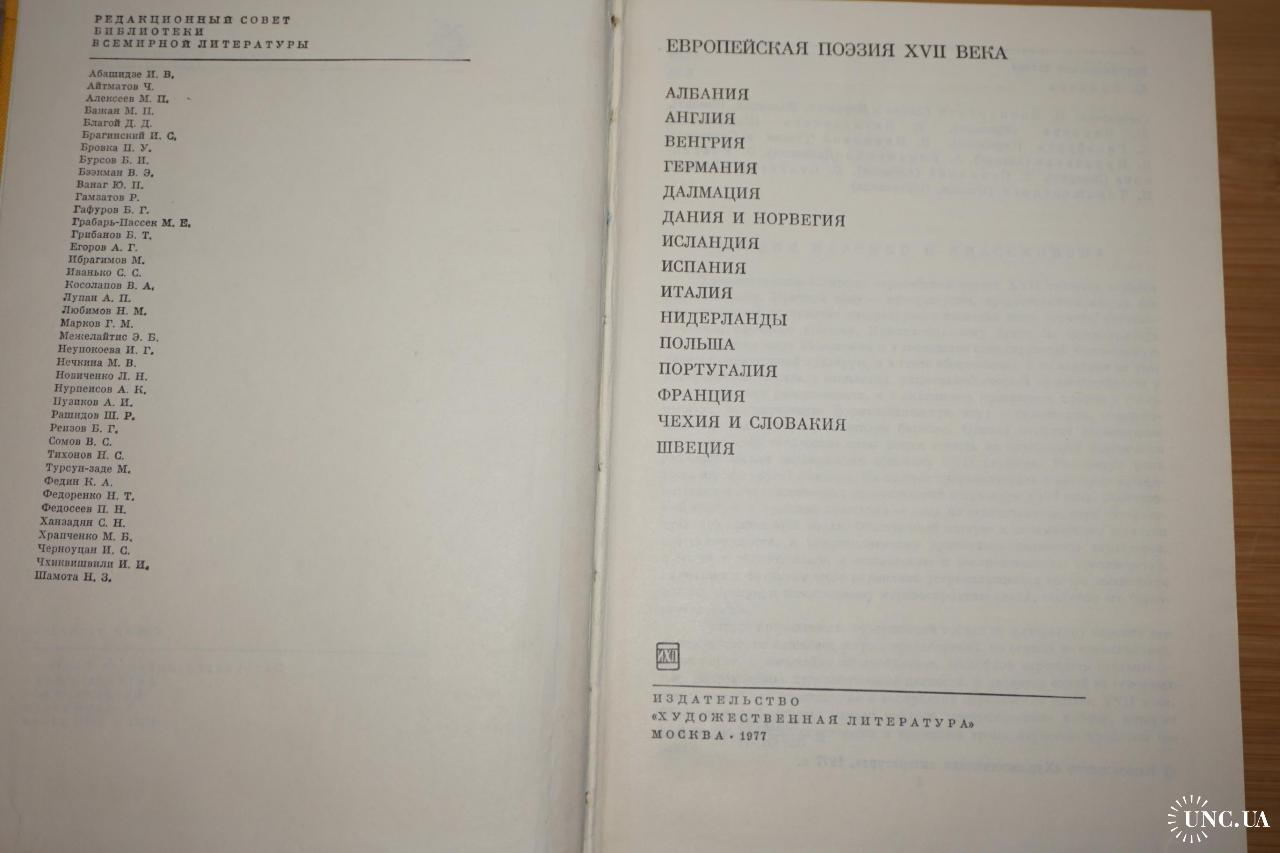 РЕДАКЦИОННЫЙ СОВЕТ
БИБЛИОТЕКИ
ВСЕМИРНОЙ ЛИТЕРАТУРЫ
Абашидзе И. В.
Айтматов Ч.
Алексеев М. П.
Бажан М. П.
Благой Д. Д.
Брагинский И. С.
Бровка П. У.
Бурсов Б. И.
Бээкман В. Э.
Ванаг Ю. П.
Гамзатов Р.
Гафуров Б. Г.
Грабарь-Пассек М. Е.
Грибанов Б. Т.
Егоров А. Г.
Ибрагимов М.
Иванько С. С.
Косолапов В. А.
Лупан А. П.
Любимов Н. М.
Марков Г. М.
Межелайтис Э. Б.
Неупокоева И. Г.
Нечкина М. В.
Новиченко Л. Н.
Нурпеисов А. К.
Пузиков А. И.
Рашидов Ш. Р.
Реизов Б. Г.
Сомов В. С.
Тихонов Н. С.
Турсун-заде М.
Федин К. А.
Федоренко Н. Т.
Федосеев П. Н.
Ханзадян С. Н.
Храпченко М. Б.
Черноуцан И. С.
Чхиквишвили И. И.
Шамота Н. З.
ЕВРОПЕЙСКАЯ ПОЭЗИЯ XVII ВЕКА
АЛБАНИЯ
АНГЛИЯ
ВЕНГРИЯ
ГЕРМАНИЯ
ДАЛМАЦИЯ
ДАНИЯ И НОРВЕГИЯ
ИСЛАНДИЯ
ИСПАНИЯ
ИТАЛИЯ
НИДЕРЛАНДЫ
ПОЛЬША
ПОРТУГАЛИЯ
ФРАНЦИЯ
ЧЕХИЯ И СЛОВАКИЯ
ШВЕЦИЯ
ИХЛ
ИЗДАТЕЛЬСТВО
«ХУДОЖЕСТВЕННАЯ ЛИТЕРАТУРА»
МОСКВА · 1977
UNC.UA